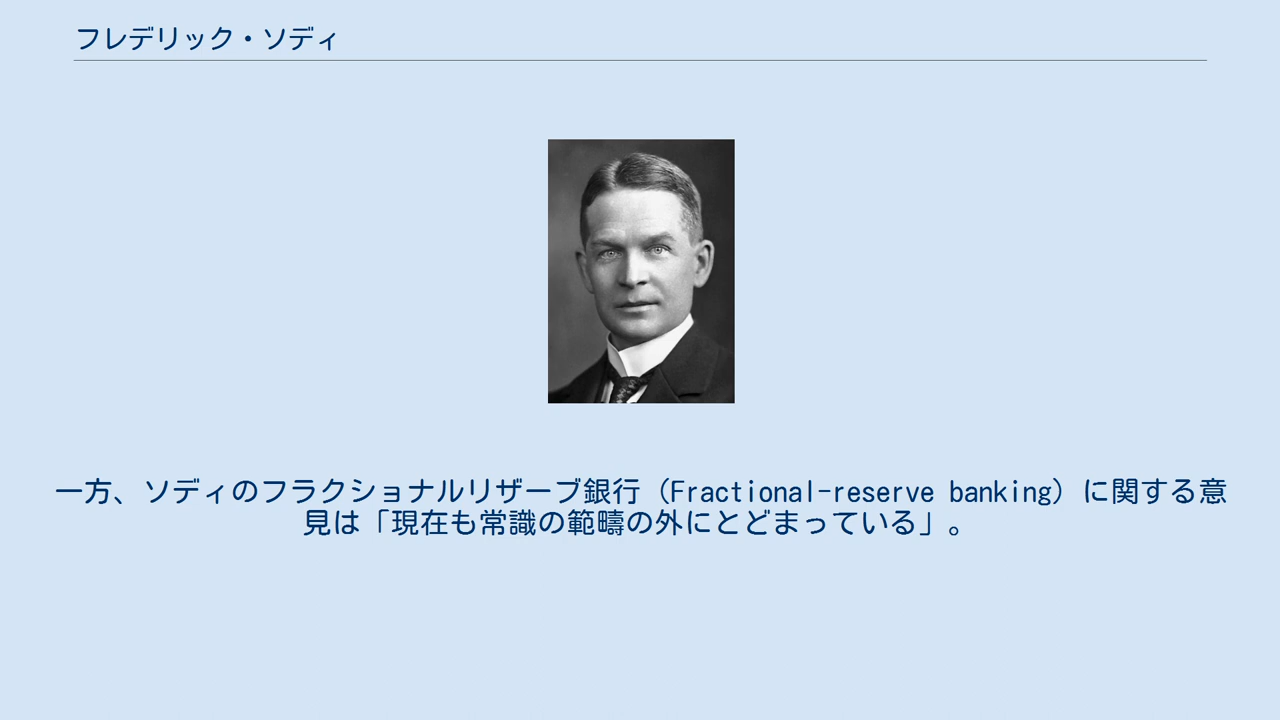 フレデリック・ソディ
一方、ソディのフラクショナルリザーブ銀行（Fractional-reserve banking）に関する意
見は「現在も常識の範疇の外にとどまっている」。